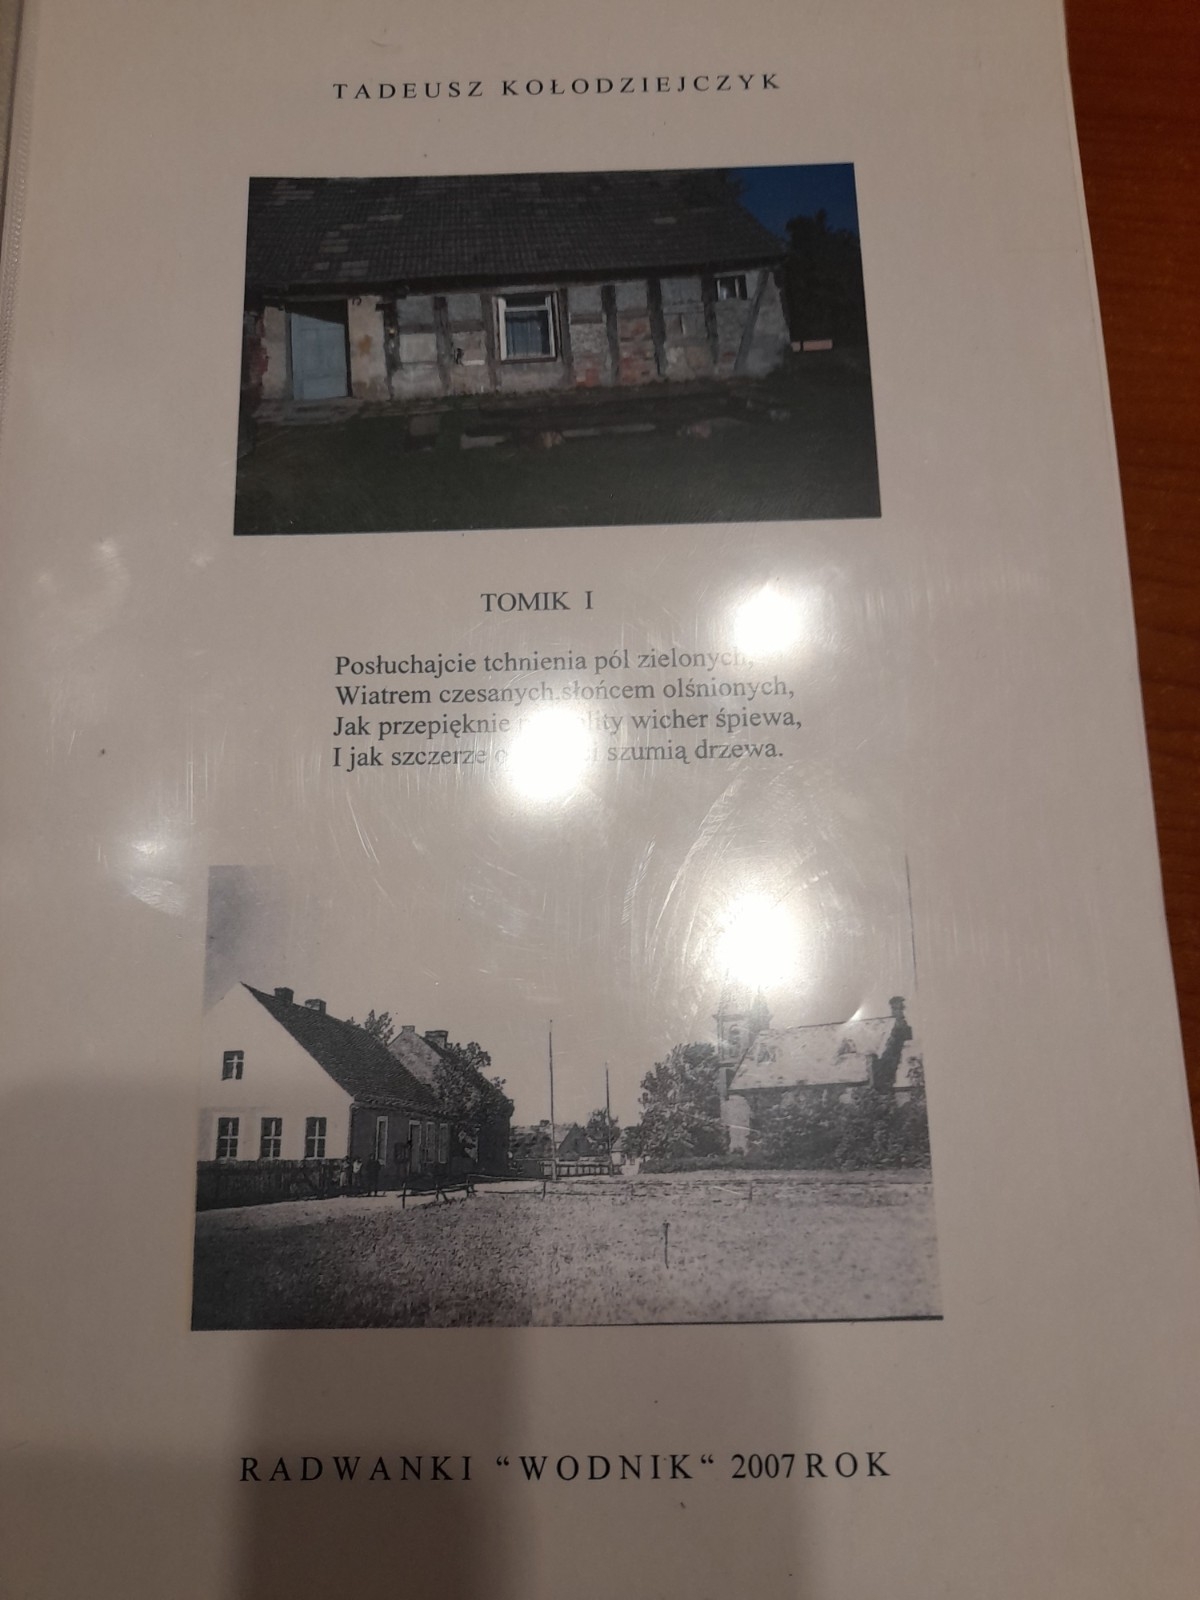 TADEUSZ KOŁODZIEJCZYK
TOMIK I
Posłuchajcie tchnienia pól zielonych,
Wiatrem czesanych.słońcem olśnionych,
Jak przepięknie wicher śpiewa,
I jak szczerze szumią drzewa.
RADWANKI “WODNIK“ 2007 ROK